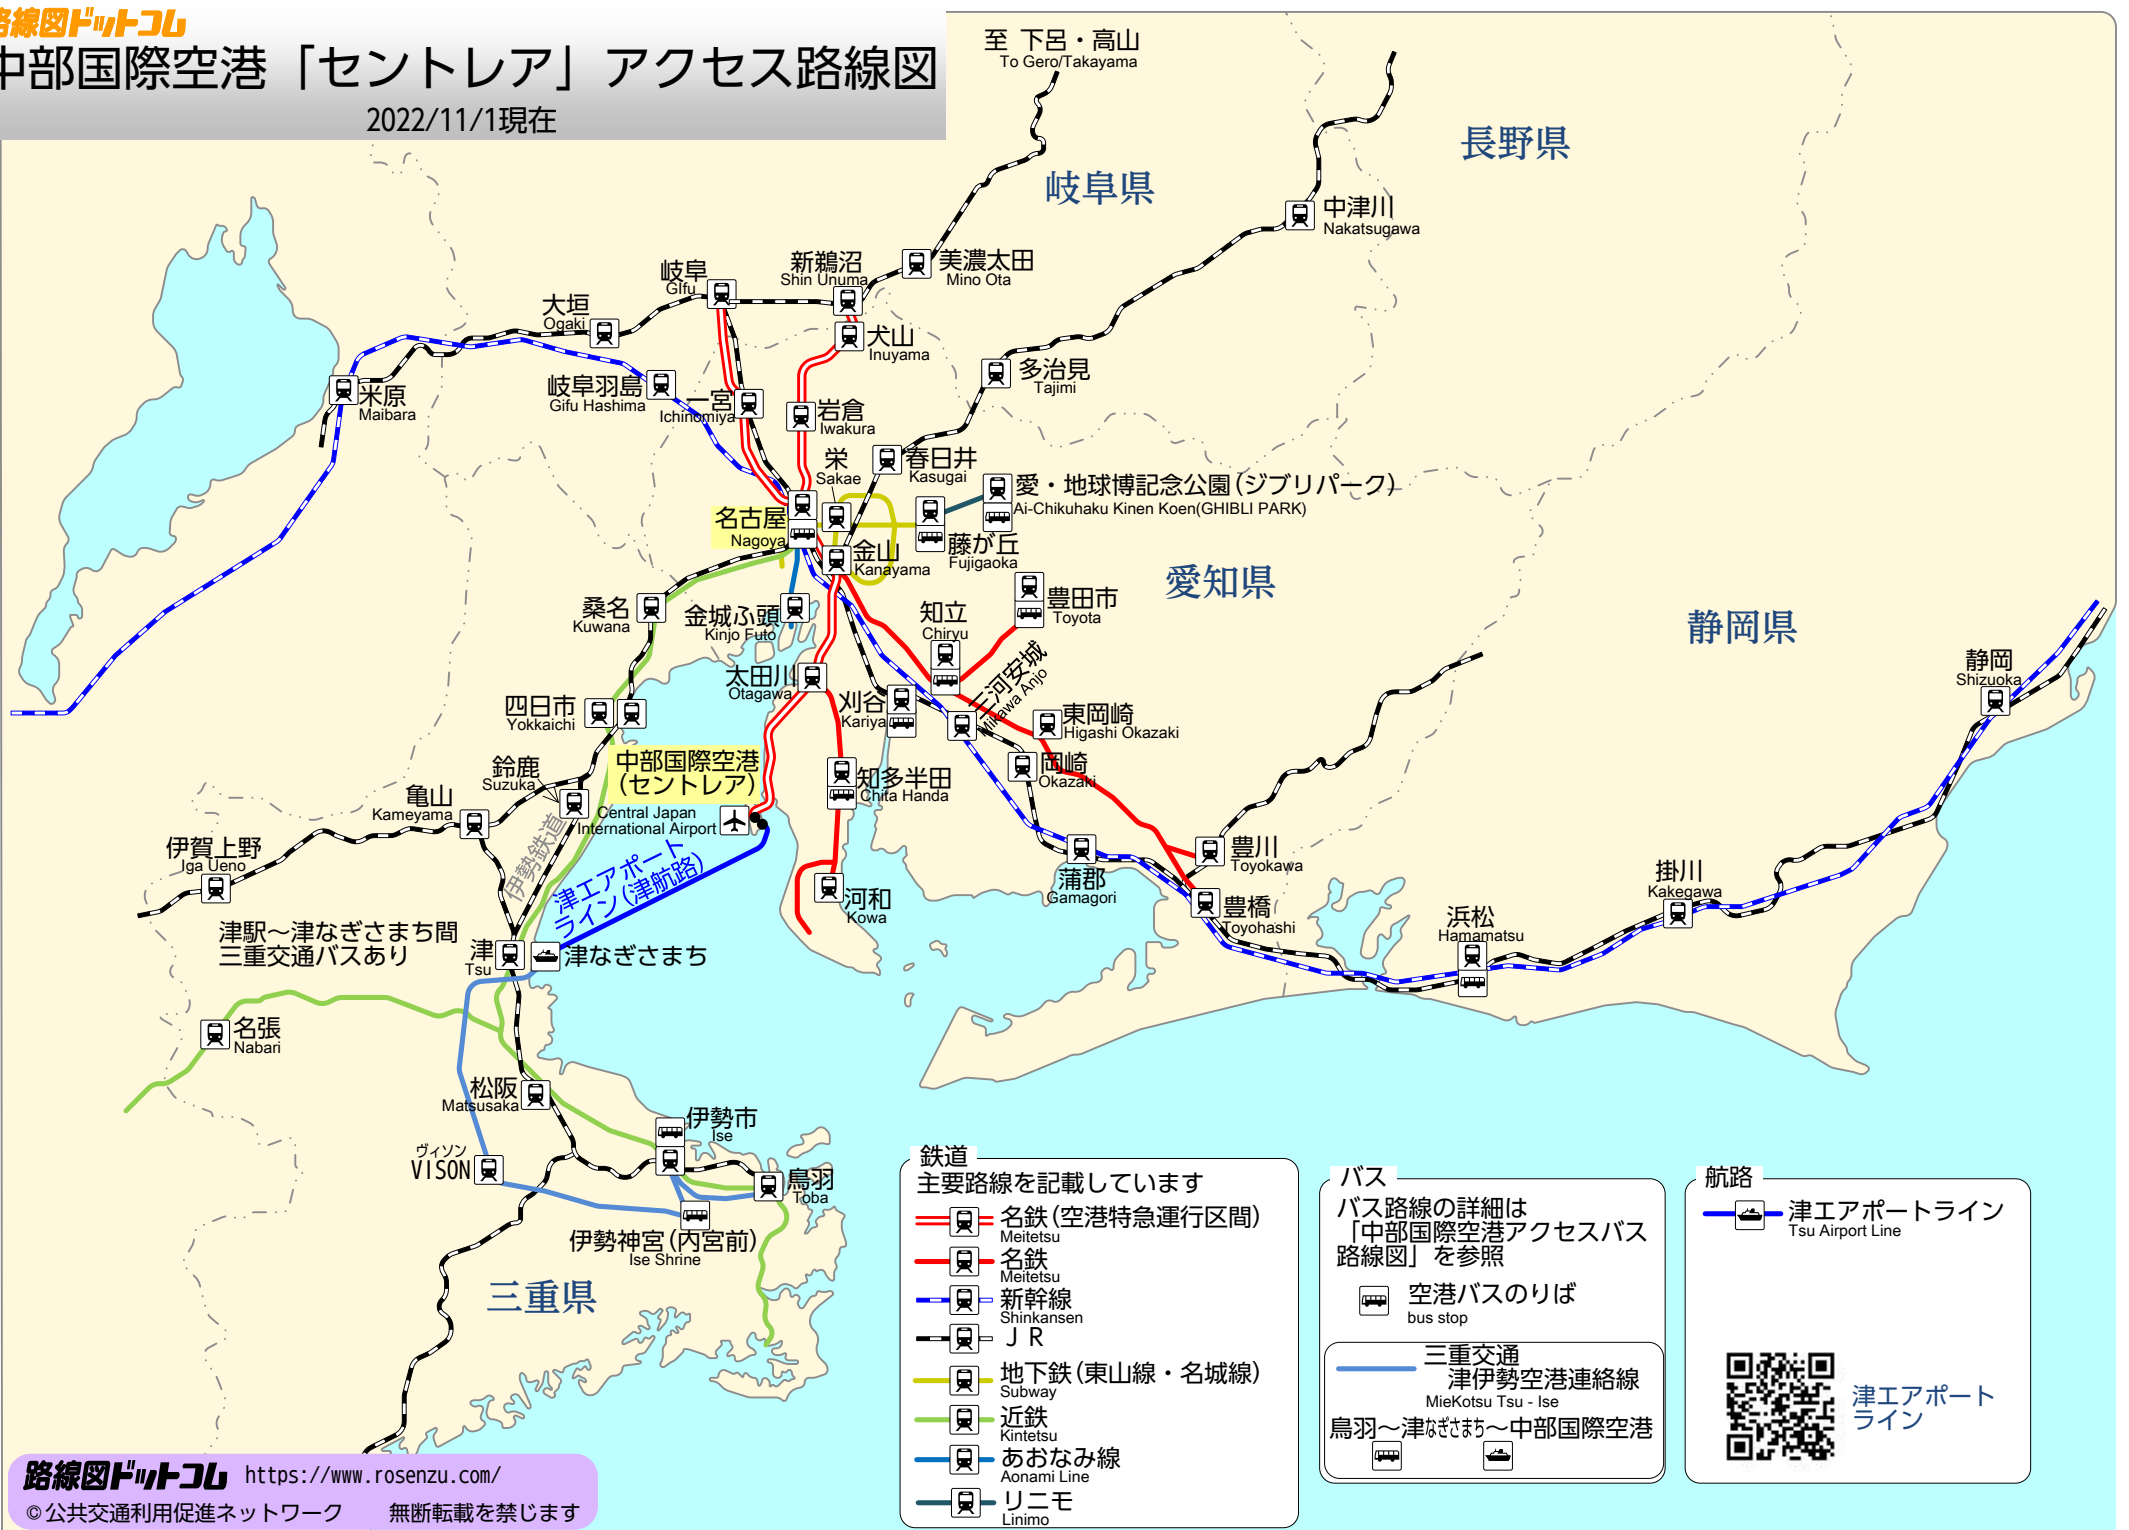 路線図ドットコム
中部国際空港「セントレア」アクセス路線図
2022/11/1現在
至 下呂・高山
To Gero/Takayama
長野県
岐阜県
中津川
Nakatsugawa
美濃太田
Mino Ota
新鵜沼
Shin Unuma
岐阜
GIfu
大垣
Ogaki
犬山
Inuyama
多治見
Tajimi
岐阜羽島
Gifu Hashima
米原
Maibara
一宮
Ichinomiya
岩倉
Iwakura
栄
Sakae
春日井
Kasugai
愛・地球博記念公園(ジブリパーク)
Ai-Chikuhaku Kinen Koen(GHIBLI PARK)
名古屋
Nagoya
藤が丘
Fujigaoka
金山
Kanayama
愛知県
静岡県
桑名
Kuwana
金城ふ頭
Kinjo Futo
知立
Chiryu
豊田市
Toyota
三河安城
Mikawa Anjo
静岡
Shizuoka
太田川
Otagawa
刈谷
Kariya
四日市
Yokkaichi
東岡崎
Higashi Okazaki
岡崎
Okazaki
中部国際空港
(セントレア)
Central Japan
International Airport
知多半田
Chita Handa
鈴鹿
Suzuka
亀山
Kameyama
伊勢鉄道
伊賀上野
Iga Ueno
津エアポート
ライン(津航路)
河和
Kowa
蒲郡
Gamagori
豊川
Toyokawa
豊橋
Toyohashi
掛川
Kakegawa
浜松
Hamamatsu
津駅〜津なぎさまち間
三重交通バスあり
津
Tsu
津なぎさまち
名張
Nabari
松阪
Matsusaka
伊勢市
Ise
ヴィソン
VISON
鳥羽
Toba
伊勢神宮(内宮前)
Ise Shrine
三重県
鉄道
主要路線を記載しています
名鉄(空港特急運行区間)
Meitetsu
名鉄
Meitetsu
新幹線
Shinkansen
JR
地下鉄(東山線・名城線)
Subway
近鉄
Kintetsu
あおなみ線
Aonami Line
リニモ
Linimo
バス
バス路線の詳細は
「中部国際空港アクセスバス
路線図」を参照
空港バスのりば
bus stop
三重交通
津伊勢空港連絡線
MieKotsu Tsu - Ise
鳥羽〜津なぎさまち〜中部国際空港
航路
津エアポートライン
Tsu Airport Line
津エアポート
ライン
路線図ドットコム https://www.rosenzu.com/
©公共交通利用促進ネットワーク 無断転載を禁じます